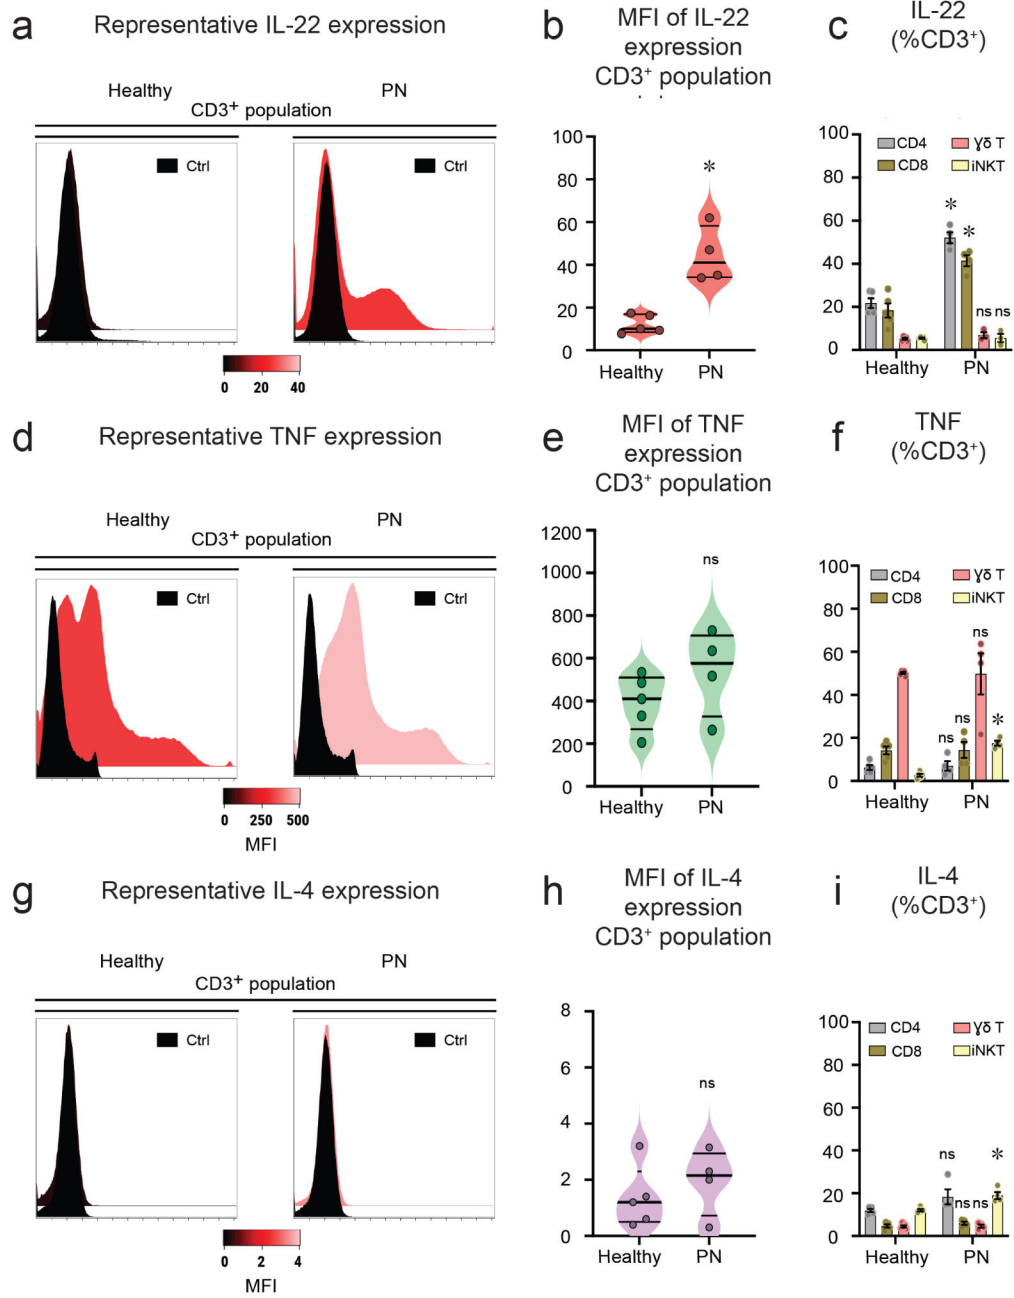 a
Representative IL-22 expression
Healthy
PN
CD3+ population
Ctrl
Ctrl
0 20 40
b
MFI of IL-22
expression
CD3+ population
100
80
60
40
20
0
*
Healthy
PN
c
IL-22
(%CD3+)
100
80
60
40
20
0
CD4
CD8
γδ T
iNKT
*
*
ns ns
Healthy
PN
d
Representative TNF expression
Healthy
PN
CD3+ population
Ctrl
Ctrl
0 250 500
MFI
e
MFI of TNF
expression
CD3+ population
1200
1000
800
600
400
200
0
ns
Healthy
PN
f
TNF
(%CD3+)
100
80
60
40
20
0
CD4
CD8
γδ T
iNKT
ns
ns
ns
*
Healthy
PN
g
Representative IL-4 expression
Healthy
PN
CD3+ population
Ctrl
Ctrl
0 2 4
MFI
h
MFI of IL-4
expression
CD3+ population
8
6
4
2
0
ns
Healthy
PN
i
IL-4
(%CD3+)
100
80
60
40
20
0
CD4
CD8
γδ T
iNKT
ns
ns ns
*
Healthy
PN